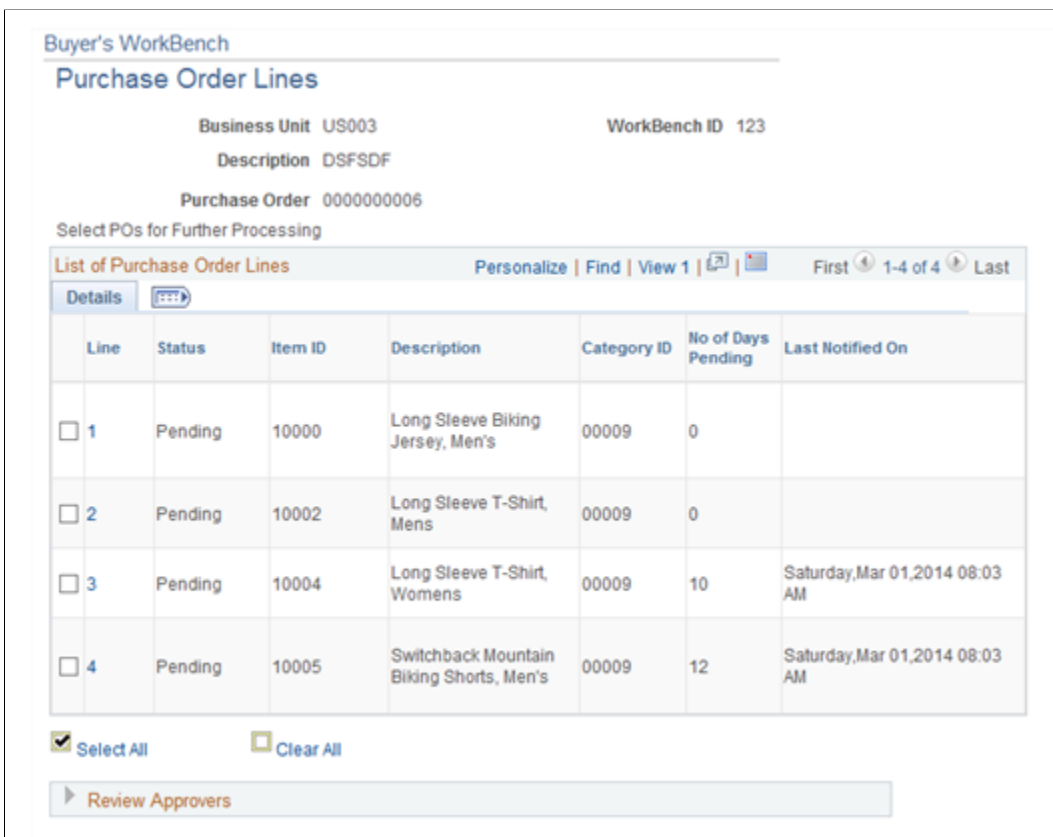 Buyer's WorkBench
Purchase Order Lines
Business Unit US003 WorkBench ID 123
Description DSFSDF
Purchase Order 0000000006
Select POs for Further Processing
List of Purchase Order Lines Personalize | Find | View 1 | | First 1-4 of 4 Last
Details
Line Status Item ID Description Category ID No of Days Pending Last Notified On
1 Pending 10000 Long Sleeve Biking Jersey, Men's 00009 0
2 Pending 10002 Long Sleeve T-Shirt, Mens 00009 0
3 Pending 10004 Long Sleeve T-Shirt, Womens 00009 10 Saturday,Mar 01,2014 08:03 AM
4 Pending 10005 Switchback Mountain Biking Shorts, Men's 00009 12 Saturday,Mar 01,2014 08:03 AM
Select All Clear All
Review Approvers